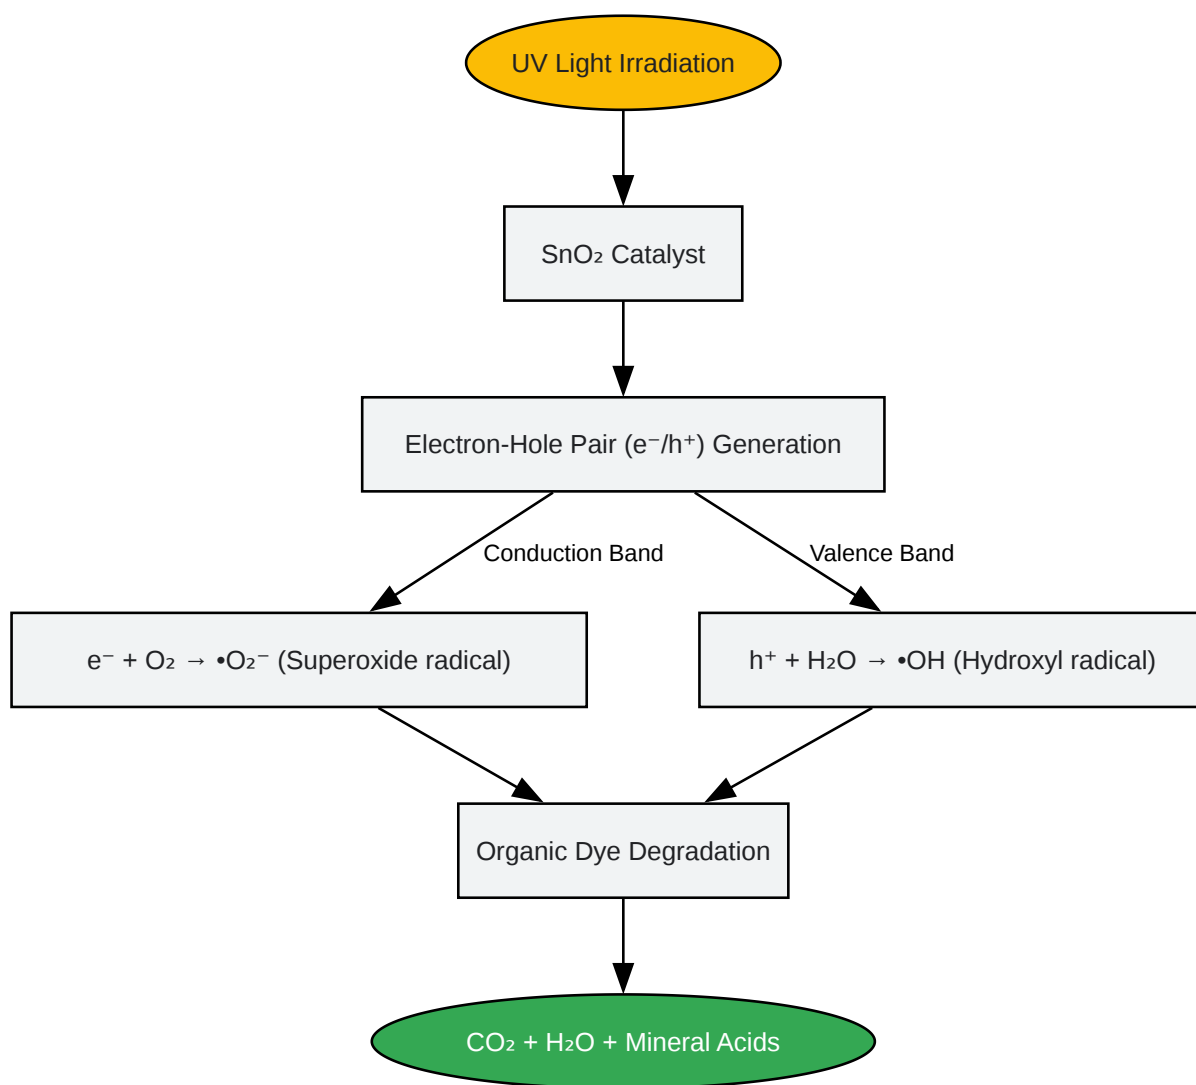 UV Light Irradiation
SnO₂ Catalyst
Electron-Hole Pair (e⁻/h⁺) Generation
Conduction Band
Valence Band
e⁻ + O₂ → •O₂⁻ (Superoxide radical)
h⁺ + H₂O → •OH (Hydroxyl radical)
Organic Dye Degradation
CO₂ + H₂O + Mineral Acids